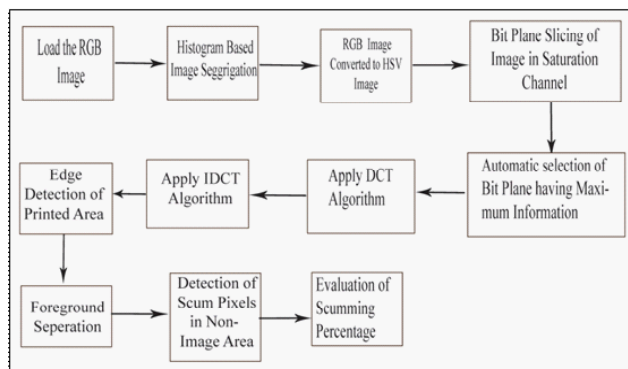 Load the RGB
Image
Histogram Based
Image Seggrigation
RGB Image
Converted to HSV
Image
Bit Plane Slicing of
Image in Saturation
Channel
Automatic selection of
Bit Plane having Maxi-
mum Information
Apply DCT
Algorithm
Apply IDCT
Algorithm
Edge
Detection of
Printed Area
Foreground
Seperation
Detection of
Scum Pixels
in Non-
Image Area
Evaluation of
Scumming
Percentage